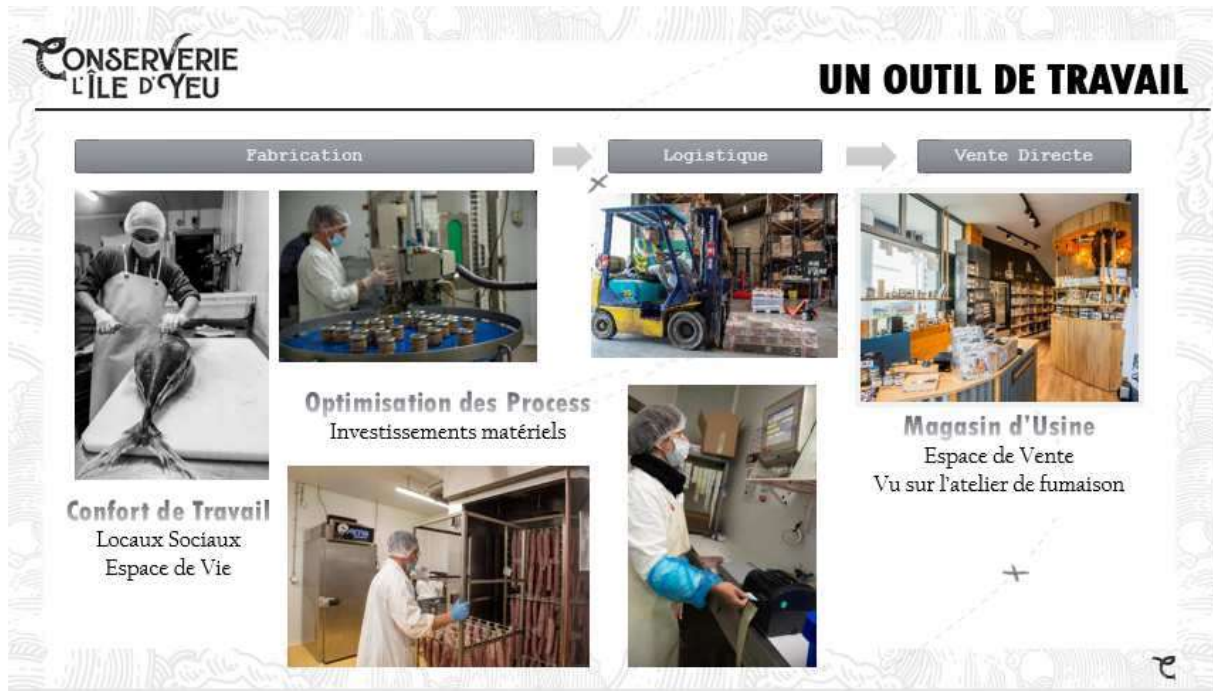 CONSERVERIE
L'ÎLE D'YEU
UN OUTIL DE TRAVAIL
Fabrication
Logistique
Vente Directe
Optimisation des Process
Investissements matériels
Magasin d'Usine
Espace de Vente
Vu sur l'atelier de fumaison
Confort de Travail
Locaux Sociaux
Espace de Vie